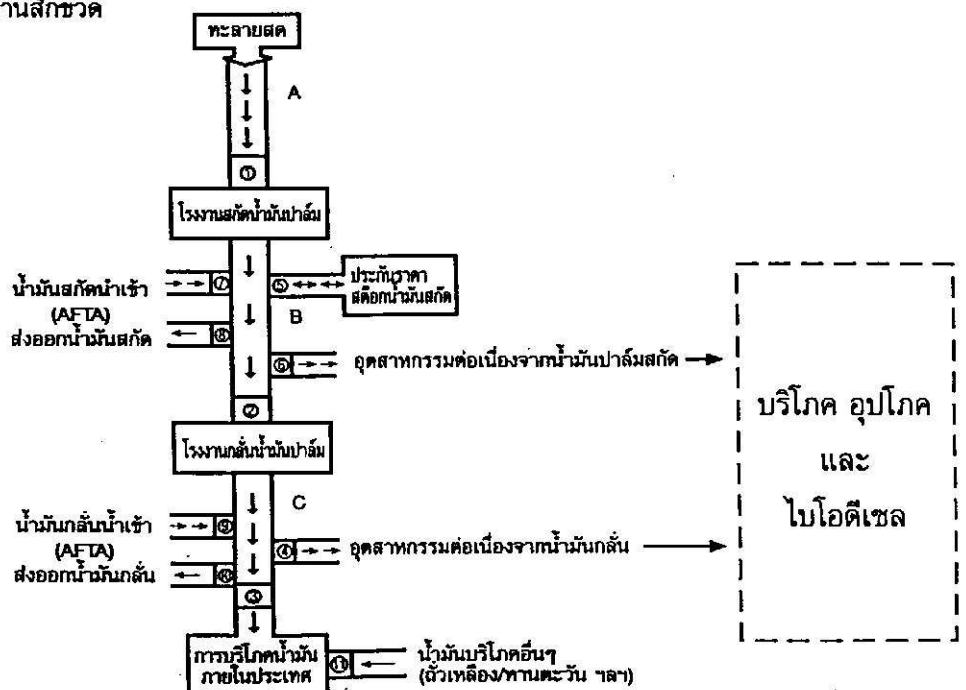 ทะลายสด
A
①
โรงงานสกัดน้ำมันปาล์ม
น้ำมันสกัดนำเข้า
(AFTA)
ส่งออกน้ำมันสกัด
⑦
⑧
⑤
ประกันราคา
สต๊อกน้ำมันสกัด
B
⑥
อุตสาหกรรมต่อเนื่องจากน้ำมันปาล์มสกัด
②
โรงงานกลั่นน้ำมันปาล์ม
C
น้ำมันกลั่นนำเข้า
(AFTA)
ส่งออกน้ำมันกลั่น
⑨
④
อุตสาหกรรมต่อเนื่องจากน้ำมันกลั่น
③
การบริโภคน้ำมัน
ภายในประเทศ
⑪
น้ำมันบริโภคอื่นๆ
(ถั่วเหลือง/ทานตะวัน ฯลฯ)
บริโภค อุปโภค
และ
ไบโอดีเซล